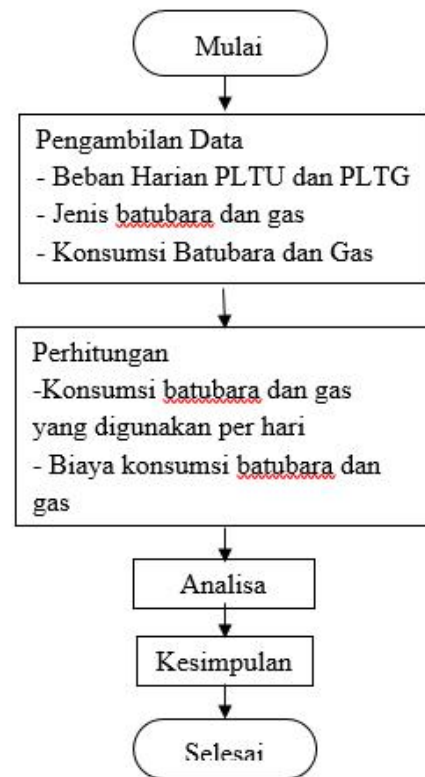 Mulai
Pengambilan Data
- Beban Harian PLTU dan PLTG
- Jenis batubara dan gas
- Konsumsi Batubara dan Gas
Perhitungan
-Konsumsi batubara dan gas
yang digunakan per hari
- Biaya konsumsi batubara dan
gas
Analisa
Kesimpulan
Selesai